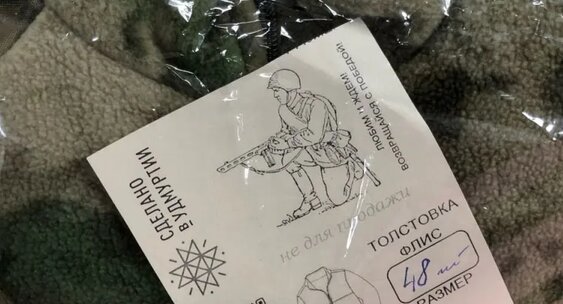 СДЕЛАНО
В УДМУРТИИ
ЛЮБИМ И ЖДЕМ!
ВОЗВРАЩАЙСЯ С ПОБЕДОЙ!
не для продажи
ТОЛСТОВКА
ФЛИС
48
РАЗМЕР